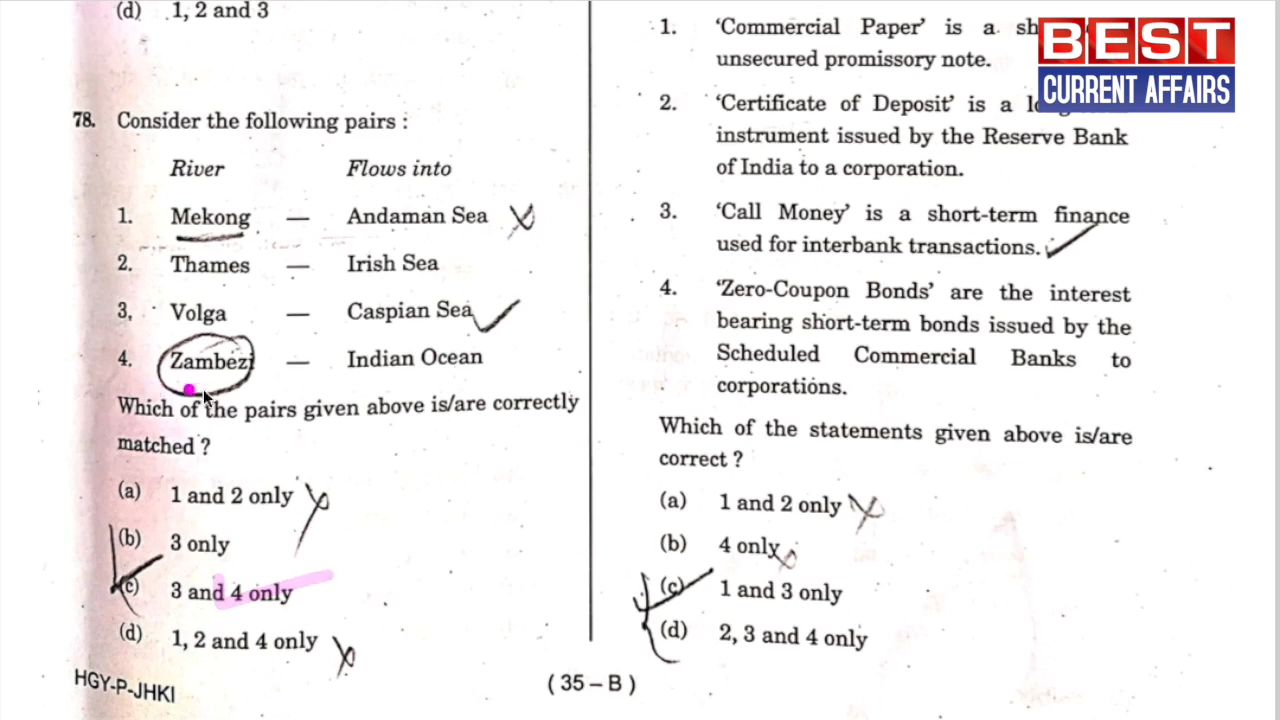 (d) 1, 2 and 3
78. Consider the following pairs :
River Flows into
1. Mekong — Andaman Sea
2. Thames — Irish Sea
3, Volga — Caspian Sea
4. Zambezi — Indian Ocean
Which of the pairs given above is/are correctly
matched ?
(a) 1 and 2 only
(b) 3 only
(c) 3 and 4 only
(d) 1, 2 and 4 only
HGY-P-JHKI
1. 'Commercial Paper' is a
unsecured promissory note.
2. 'Certificate of Deposit' is a
instrument issued by the Reserve Bank
of India to a corporation.
3. 'Call Money' is a short-term finance
used for interbank transactions.
4. 'Zero-Coupon Bonds' are the interest
bearing short-term bonds issued by the
Scheduled Commercial Banks to
corporations.
Which of the statements given above is/are
correct ?
(a) 1 and 2 only
(b) 4 only
(c) 1 and 3 only
(d) 2, 3 and 4 only
( 35 – B )
BEST
CURRENT AFFAIRS